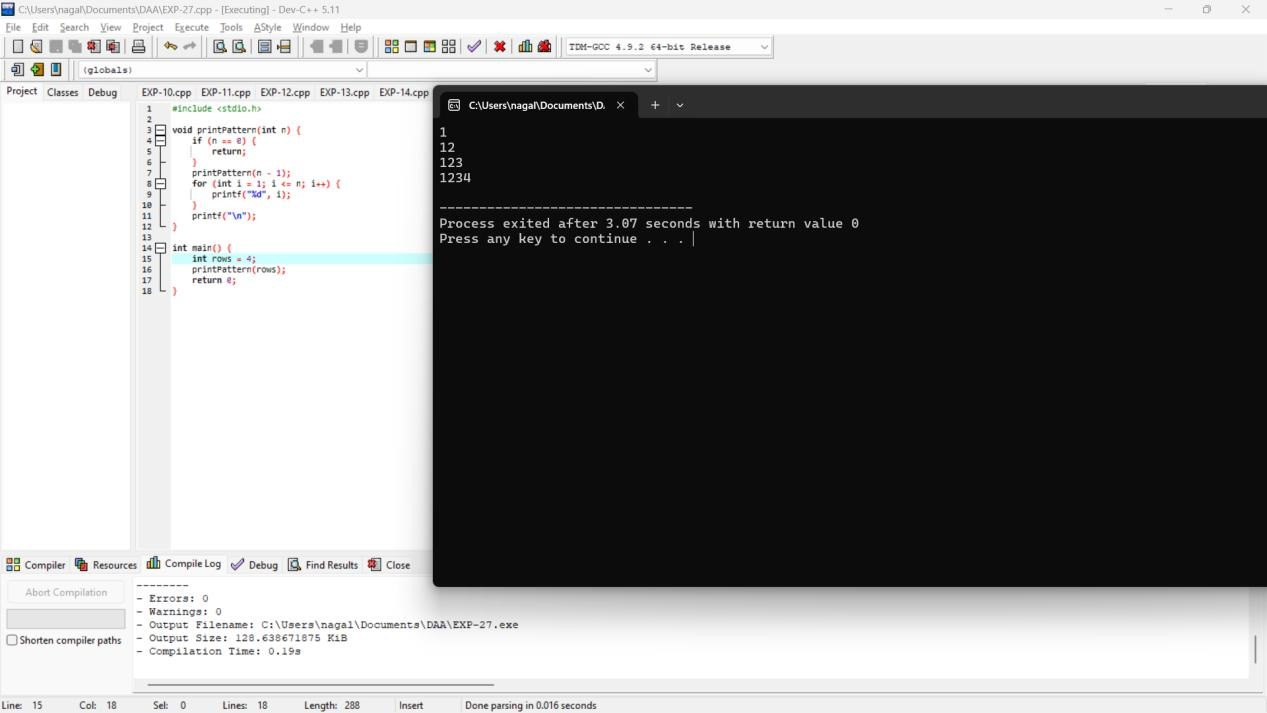 C:\Users\nagal\Documents\DAA\EXP-27.cpp - [Executing] - Dev-C++ 5.11
File Edit Search View Project Execute Tools AStyle Window Help
TDM-GCC 4.9.2 64-bit Release
(globals)
Project Classes Debug
EXP-10.cpp EXP-11.cpp EXP-12.cpp EXP-13.cpp EXP-14.cpp
1 #include <stdio.h>
2
3 void printPattern(int n) {
4     if (n == 0) {
5         return;
6     }
7     printPattern(n - 1);
8     for (int i = 1; i <= n; i++) {
9         printf("%d", i);
10     }
11     printf("\n");
12 }
13
14 int main() {
15     int rows = 4;
16     printPattern(rows);
17     return 0;
18 }
C:\Users\nagal\Documents\D.
1
12
123
1234
--------------------------------
Process exited after 3.07 seconds with return value 0
Press any key to continue . . .
Compiler Resources Compile Log Debug Find Results Close
Abort Compilation
Shorten compiler paths
--------
- Errors: 0
- Warnings: 0
- Output Filename: C:\Users\nagal\Documents\DAA\EXP-27.exe
- Output Size: 128.638671875 KiB
- Compilation Time: 0.19s
Line: 15 Col: 18 Sel: 0 Lines: 18 Length: 288 Insert Done parsing in 0.016 seconds